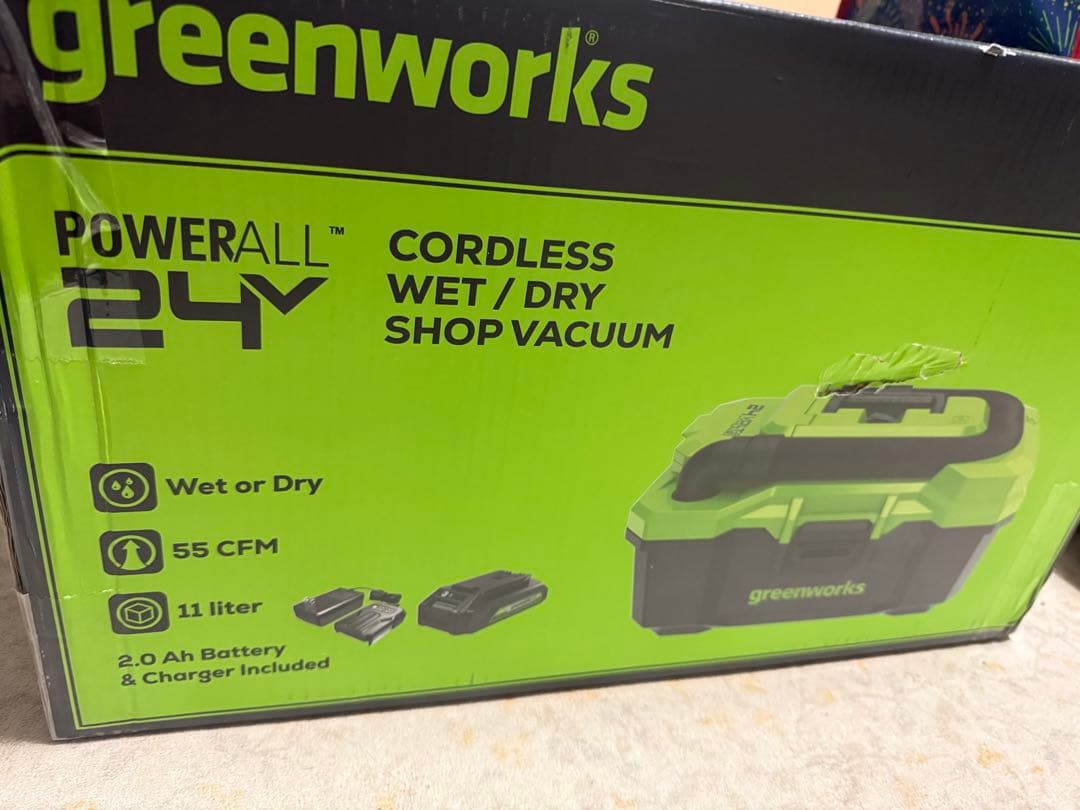 greenworks®
POWERALL™
24V
CORDLESS
WET / DRY
SHOP VACUUM
Wet or Dry
55 CFM
11 liter
2.0 Ah Battery
& Charger Included
greenworks